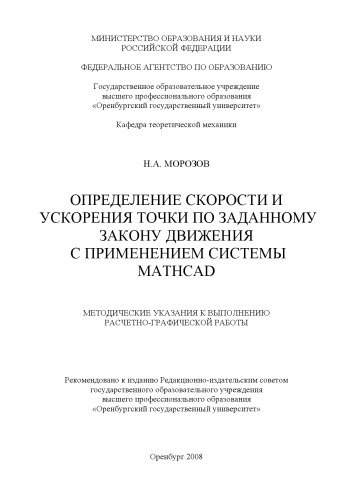 МИНИСТЕРСТВО ОБРАЗОВАНИЯ И НАУКИ
РОССИЙСКОЙ ФЕДЕРАЦИИ
ФЕДЕРАЛЬНОЕ АГЕНТСТВО ПО ОБРАЗОВАНИЮ
Государственное образовательное учреждение
высшего профессионального образования
«Оренбургский государственный университет»
Кафедра теоретической механики
Н.А. МОРОЗОВ
ОПРЕДЕЛЕНИЕ СКОРОСТИ И
УСКОРЕНИЯ ТОЧКИ ПО ЗАДАННОМУ
ЗАКОНУ ДВИЖЕНИЯ
С ПРИМЕНЕНИЕМ СИСТЕМЫ
MATHCAD
МЕТОДИЧЕСКИЕ УКАЗАНИЯ К ВЫПОЛНЕНИЮ
РАСЧЕТНО-ГРАФИЧЕСКОЙ РАБОТЫ
Рекомендовано к изданию Редакционно-издательским советом
государственного образовательного учреждения
высшего профессионального образования
«Оренбургский государственный университет»
Оренбург 2008